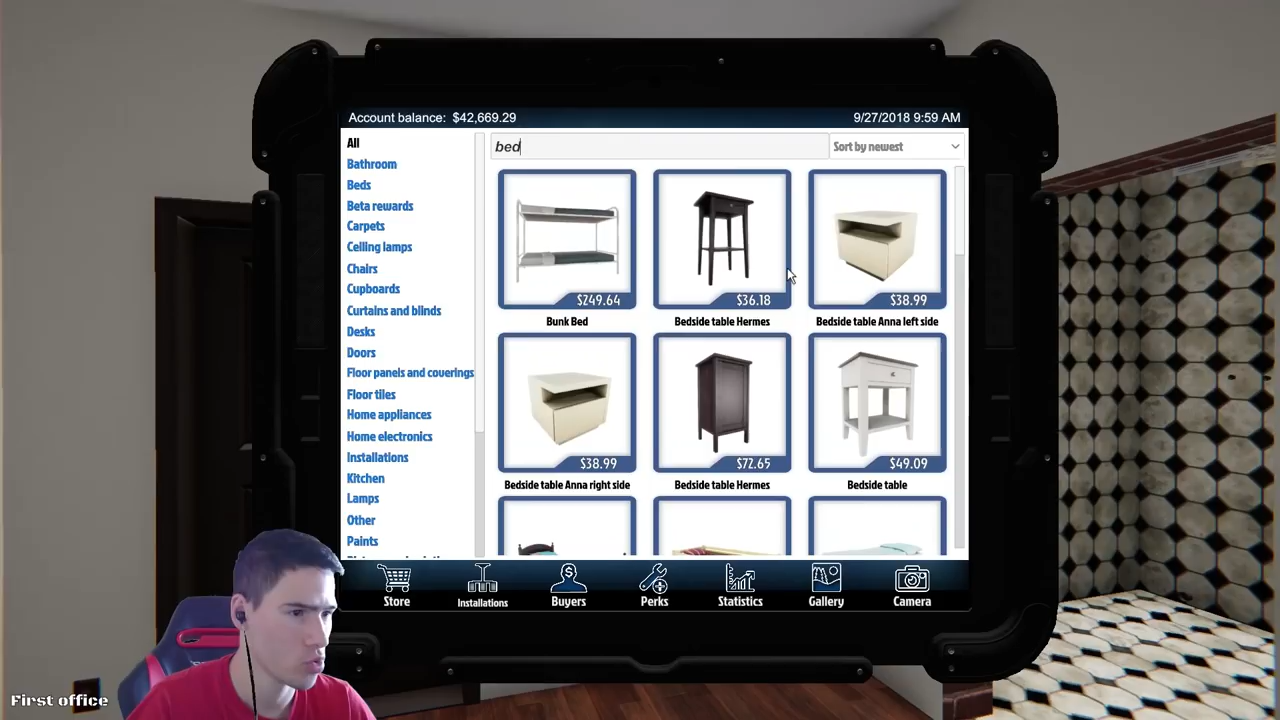 Account balance: $42,669.29
9/27/2018 9:59 AM
All
Bathroom
Beds
Beta rewards
Carpets
Ceiling lamps
Chairs
Cupboards
Curtains and blinds
Desks
Doors
Floor panels and coverings
Floor tiles
Home appliances
Home electronics
Installations
Kitchen
Lamps
Other
Paints
bed
Sort by newest
$249.64
$36.18
$38.99
Bunk Bed
Bedside table Hermes
Bedside table Anna left side
$38.99
$72.65
$49.09
Bedside table Anna right side
Bedside table Hermes
Bedside table
Store
Installations
Buyers
Perks
Statistics
Gallery
Camera
First office